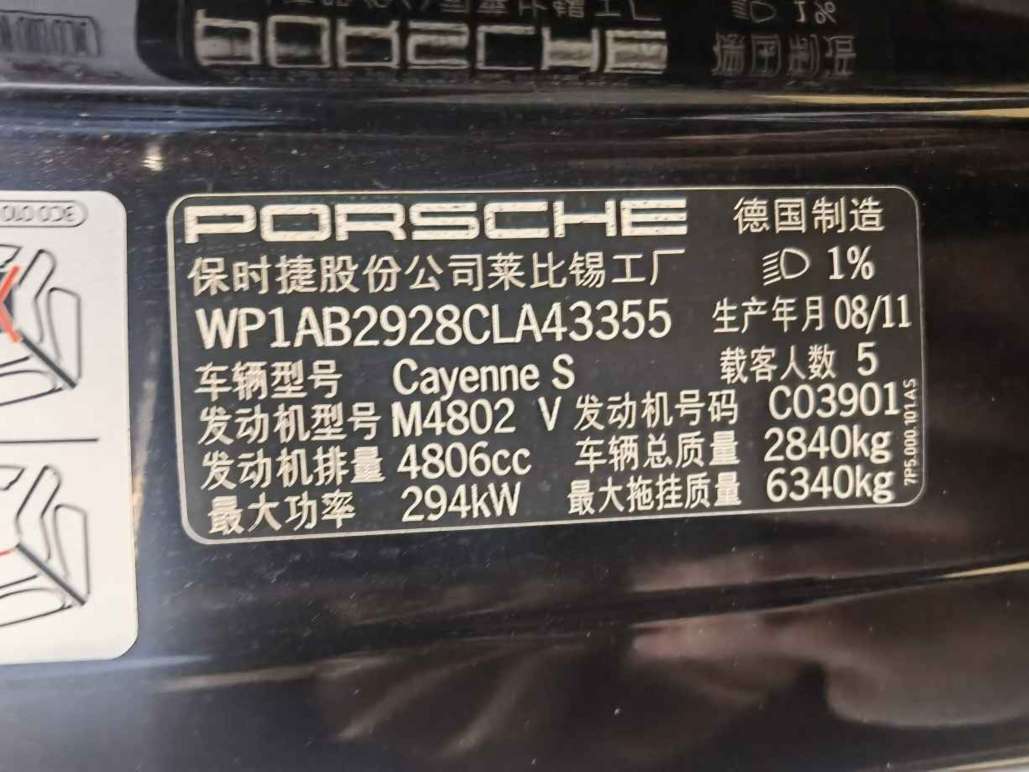 PORSCHE 德国制造
保时捷股份公司莱比锡工厂 1%
WP1AB2928CLA43355 生产年月 08/11
车辆型号 Cayenne S 载客人数 5
发动机型号 M4802 V 发动机号码 C03901
发动机排量 4806cc 车辆总质量 2840kg
最大功率 294kW 最大拖挂质量 6340kg
7P5.000.101.AS